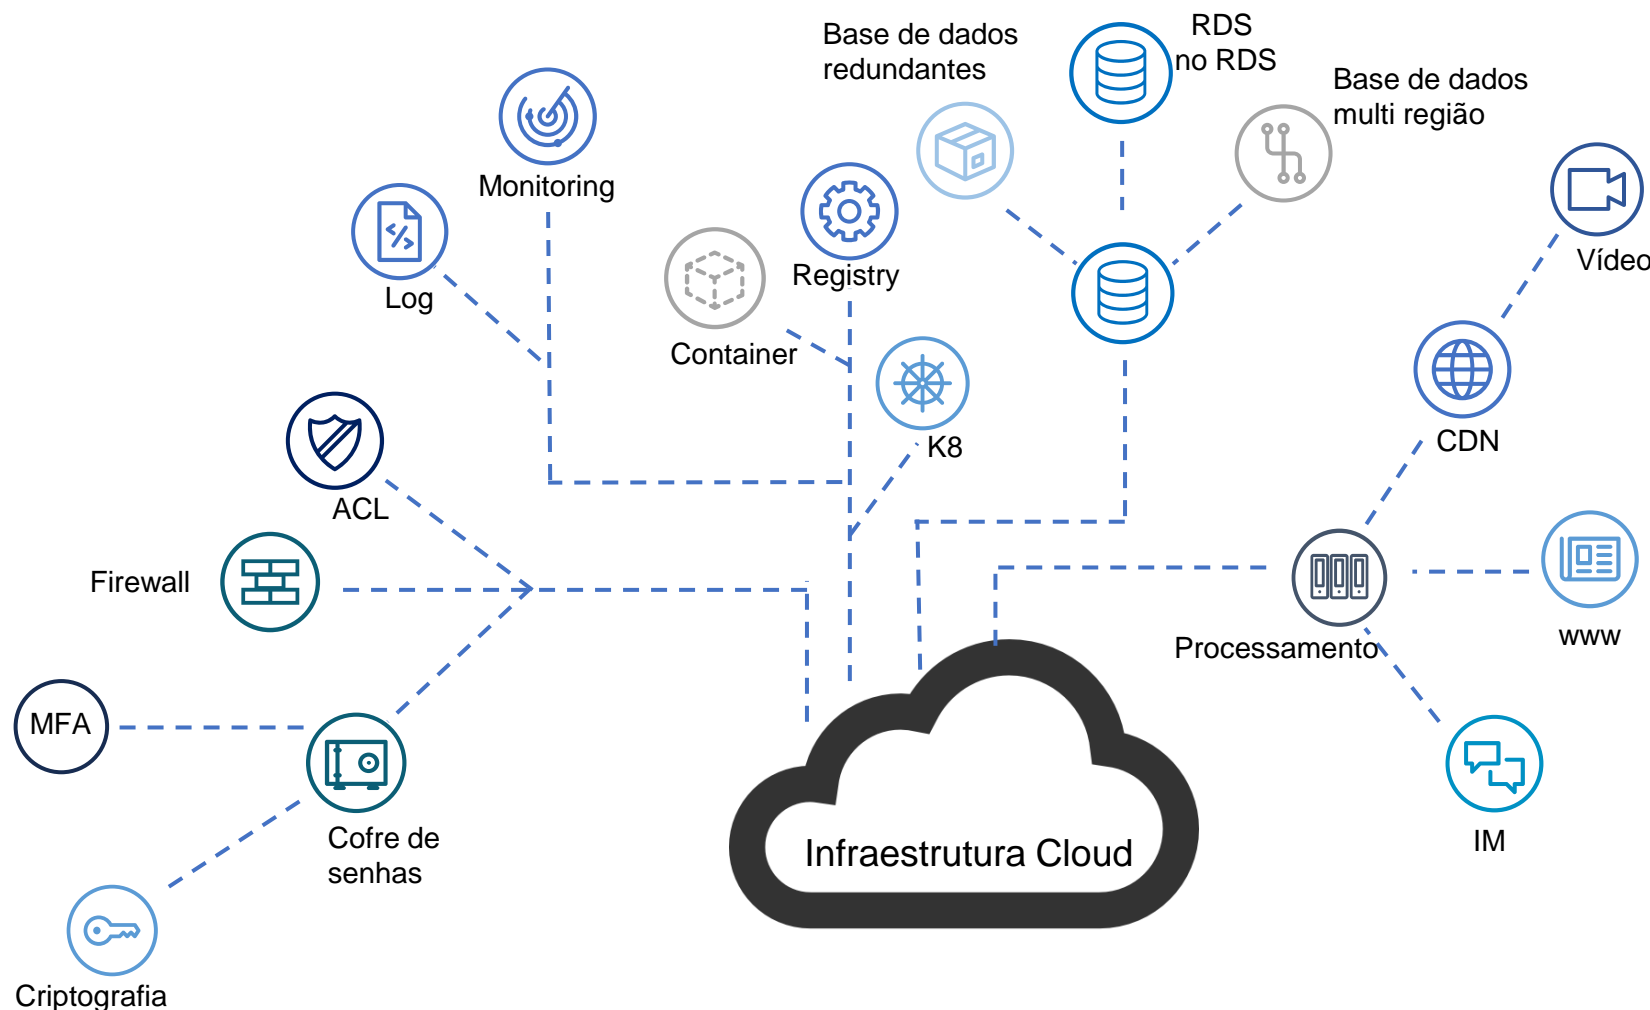 RDS
no RDS
Base de dados
redundantes
Base de dados
multi região
Monitoring
Log
Registry
Container
Vídeo
K8
CDN
ACL
Firewall
www
Processamento
MFA
Cofre de
senhas
Infraestrutura Cloud
IM
Criptografia